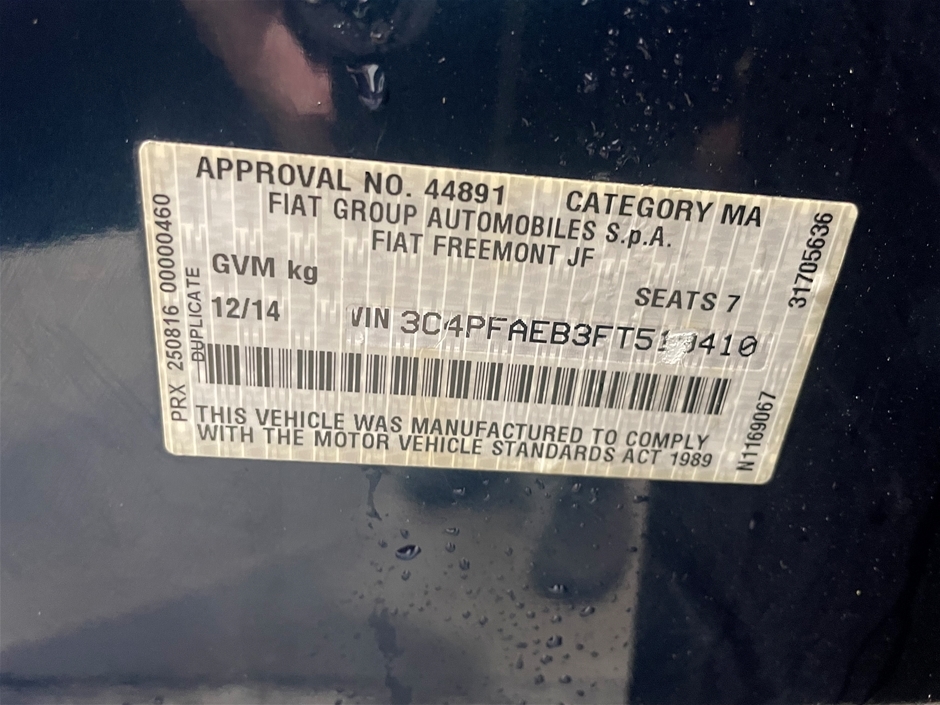 APPROVAL NO. 44891 CATEGORY MA
FIAT GROUP AUTOMOBILES S.p.A.
FIAT FREEMONT JF
GVM kg
SEATS 7
12/14
VIN
THIS VEHICLE WAS MANUFACTURED TO COMPLY
WITH THE MOTOR VEHICLE STANDARDS ACT 1989
PRX 250816 00000460
DUPLICATE
31705636
N1169067